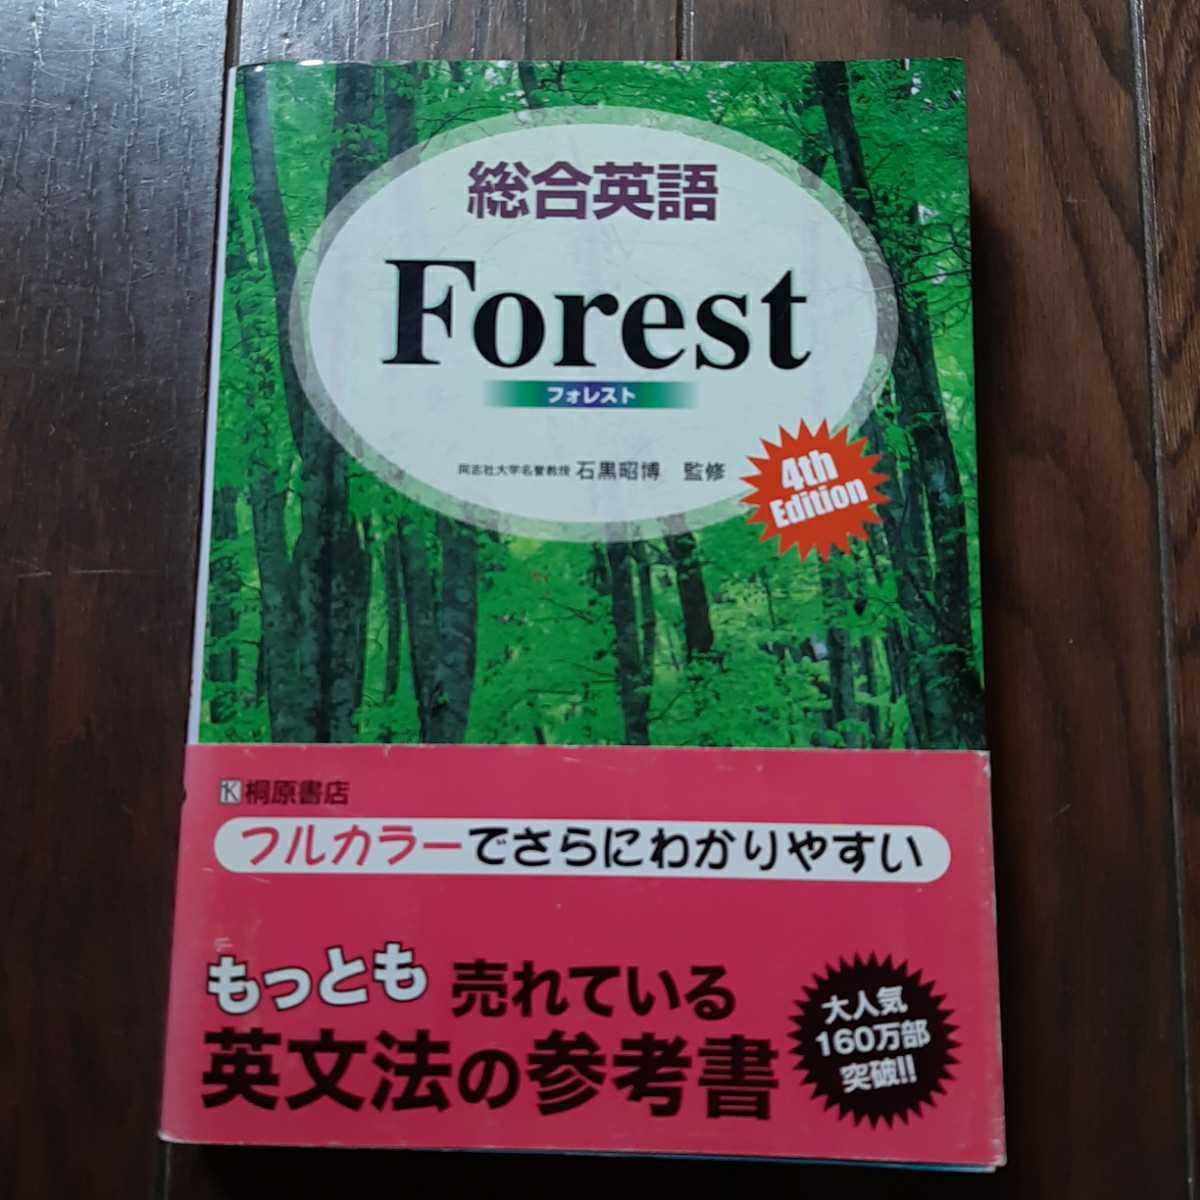 総合英語
Forest
フォレスト
同志社大学名誉教授 石黒昭博 監修
4th
Edition
桐原書店
フルカラーでさらにわかりやすい
もっとも 売れている
英文法の参考書
大人気
160万部
突破!!